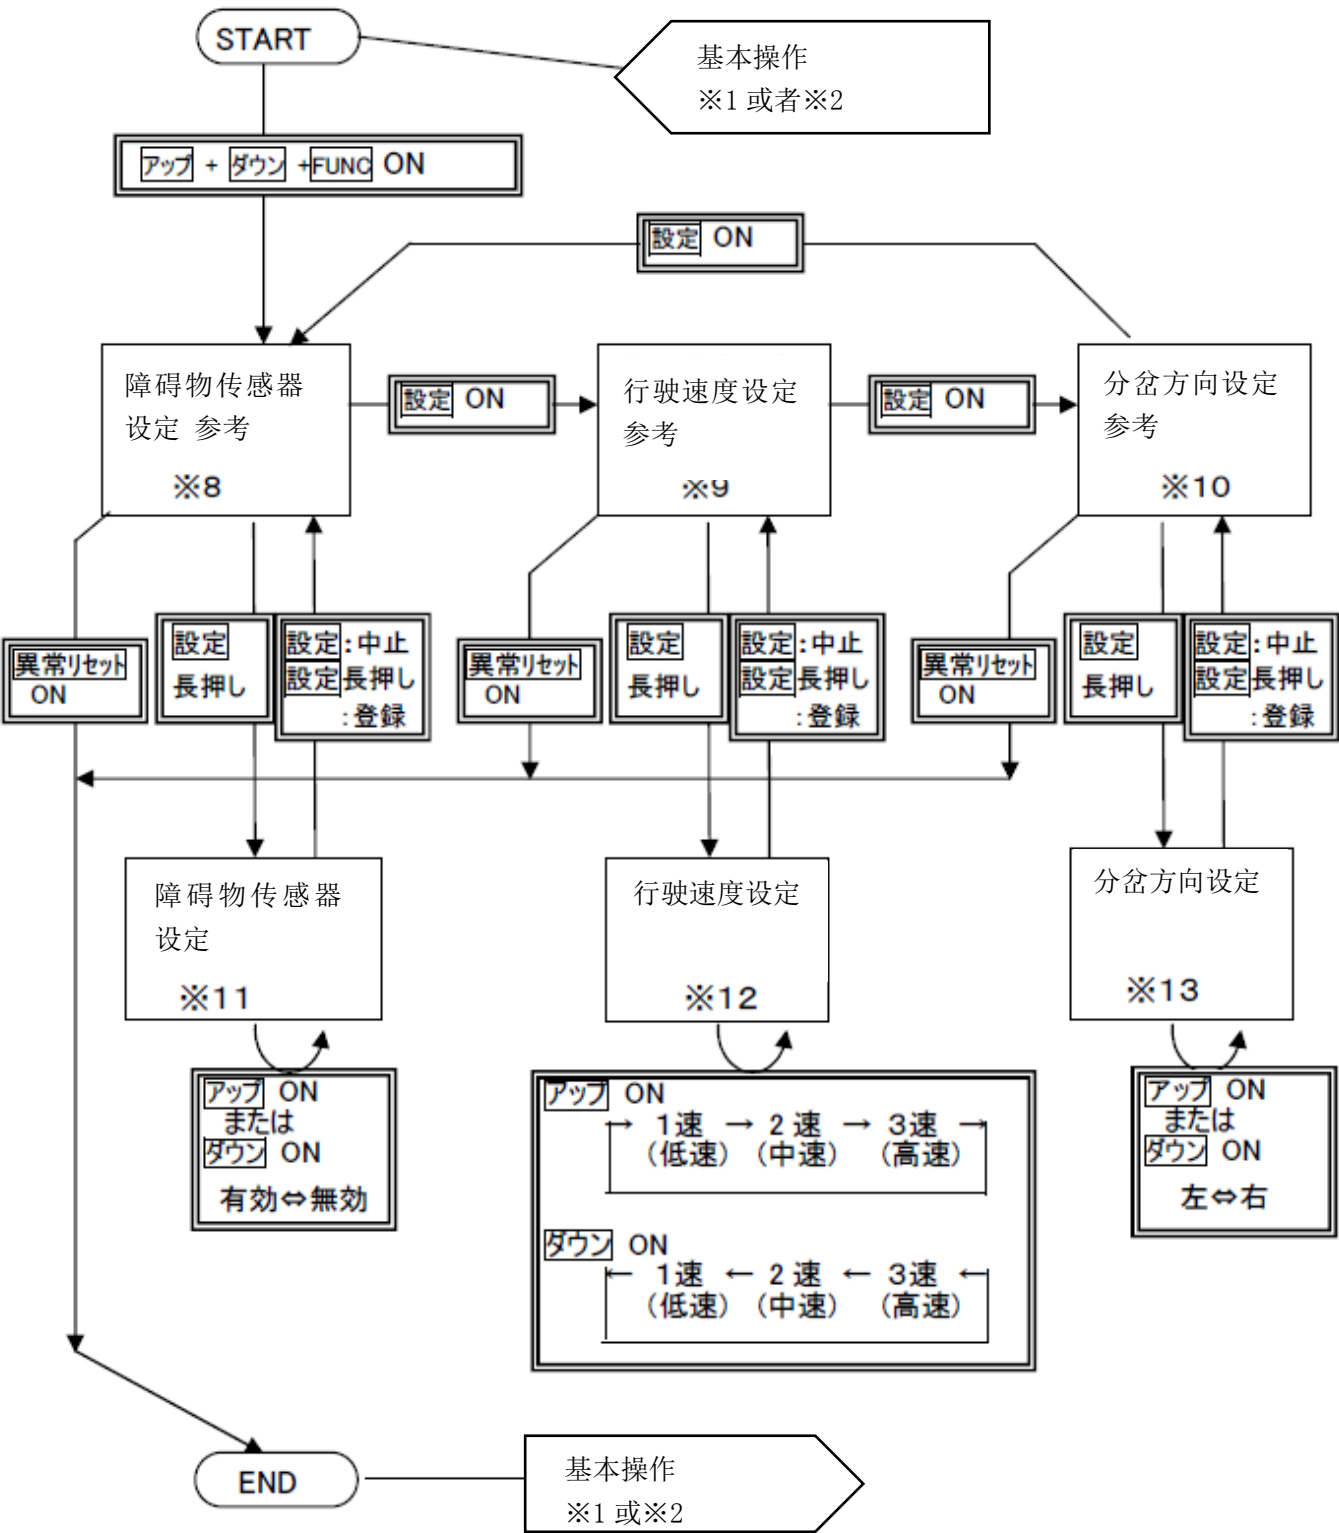 START
基本操作
※1 或者※2
アップ + ダウン +FUNC ON
設定 ON
障碍物传感器
设定 参考
※8
設定 ON
行驶速度设定
参考
※9
設定 ON
分岔方向设定
参考
※10
異常リセット
ON
設定
長押し
設定:中止
設定長押し
:登録
異常リセット
ON
設定
長押し
設定:中止
設定長押し
:登録
異常リセット
ON
設定
長押し
設定:中止
設定長押し
:登録
障碍物传感器
设定
※11
行驶速度设定
※12
分岔方向设定
※13
アップ ON
または
ダウン ON
有効⇔無効
アップ ON
→ 1速 → 2速 → 3速 →
(低速) (中速) (高速)
ダウン ON
← 1速 ← 2速 ← 3速 ←
(低速) (中速) (高速)
アップ ON
または
ダウン ON
左⇔右
END
基本操作
※1 或※2